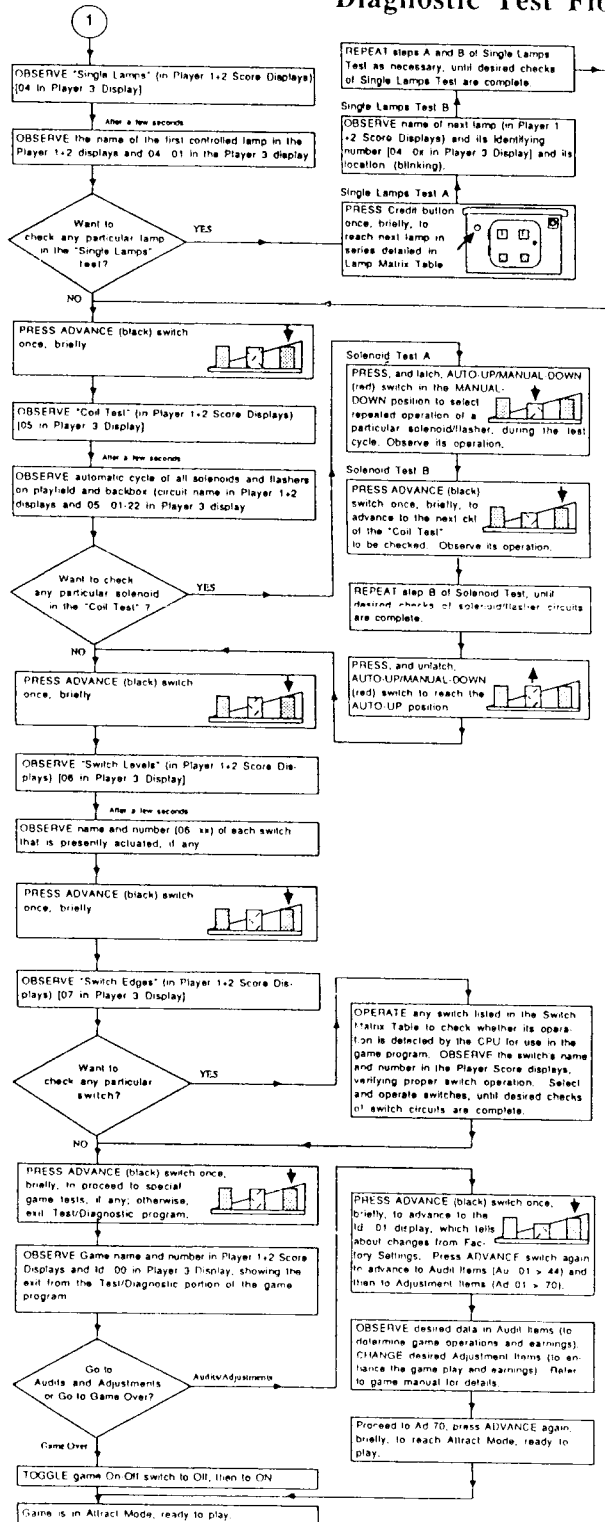 Diagnostic Test Flo
1
OBSERVE "Single Lamps" (in Player 1+2 Score Displays)
[04 In Player 3 Display]
After a few seconds
OBSERVE the name of the first controlled lamp in the
Player 1+2 displays and 04 01 in the Player 3 display
Want to
check any particular lamp
in the "Single Lamps"
test?
YES
NO
REPEAT steps A and B of Single Lamps
Test as necessary, until desired checks
of Single Lamps Test are complete.
Single Lamps Test B
OBSERVE name of next lamp (in Player 1
+2 Score Displays) and its identifying
number [04 0x in Player 3 Display] and its
location (blinking).
Single Lamps Test A
PRESS Credit button
once, briefly, to
reach next lamp in
series detailed in
Lamp Matrix Table
PRESS ADVANCE (black) switch
once, briefly
OBSERVE "Coil Test" (in Player 1+2 Score Displays)
[05 in Player 3 Display]
After a few seconds
OBSERVE automatic cycle of all solenoids and flashers
on playfield and backbox (circuit name in Player 1+2
displays and 05 01-22 in Player 3 display
Want to check
any particular solenoid
in the "Coil Test" ?
YES
NO
Solenoid Test A
PRESS, and latch, AUTO-UP/MANUAL DOWN
(red) switch in the MANUAL-
DOWN position to select
repeated operation of a
particular solenoid/flasher, during the test
cycle. Observe its operation.
Solenoid Test B
PRESS ADVANCE (black)
switch once, briefly, to
advance to the next ckt
of the "Coil Test"
to be checked. Observe its operation.
REPEAT step B of Solenoid Test, until
desired checks of solenoid/flasher circuits
are complete.
PRESS, and unlatch,
AUTO-UP/MANUAL-DOWN
(red) switch to reach the
AUTO-UP position
PRESS ADVANCE (black) switch
once, briefly
OBSERVE "Switch Levels" (in Player 1+2 Score Dis-
plays) [06 in Player 3 Display]
After a few seconds
OBSERVE name and number (06 xx) of each switch
that is presently actuated, if any
PRESS ADVANCE (black) switch
once, briefly
OBSERVE "Switch Edges" (in Player 1+2 Score Dis-
plays) [07 in Player 3 Display]
Want to
check any particular
switch?
YES
NO
OPERATE any switch listed in the Switch
Matrix Table to check whether its opera-
tion is detected by the CPU for use in the
game program. OBSERVE the switch's name
and number in the Player Score displays,
verifying proper switch operation. Select
and operate switches, until desired checks
of switch circuits are complete.
PRESS ADVANCE (black) switch once,
briefly, to proceed to special
game tests, if any; otherwise,
exit Test/Diagnostic program.
OBSERVE Game name and number in Player 1+2 Score
Displays and Id 00 in Player 3 Display, showing the
exit from the Test/Diagnostic portion of the game
program
Go to
Audits and Adjustments
or Go to Game Over?
Audits/Adjustments
Game Over
PRESS ADVANCE (black) switch once,
briefly, to advance to the
Id 01 display, which tells
about changes from Fac-
tory Settings. Press ADVANCE switch again
to advance to Audit Items (Au 01 > 44) and
then to Adjustment Items (Ad 01 > 70).
OBSERVE desired data in Audit Items (to
determine game operations and earnings).
CHANGE desired Adjustment Items (to en-
hance the game play and earnings). Refer
to game manual for details.
Proceed to Ad 70, press ADVANCE again,
briefly, to reach Attract Mode, ready to
play.
TOGGLE game On-Off switch to Off, then to ON
Game is in Attract Mode, ready to play.